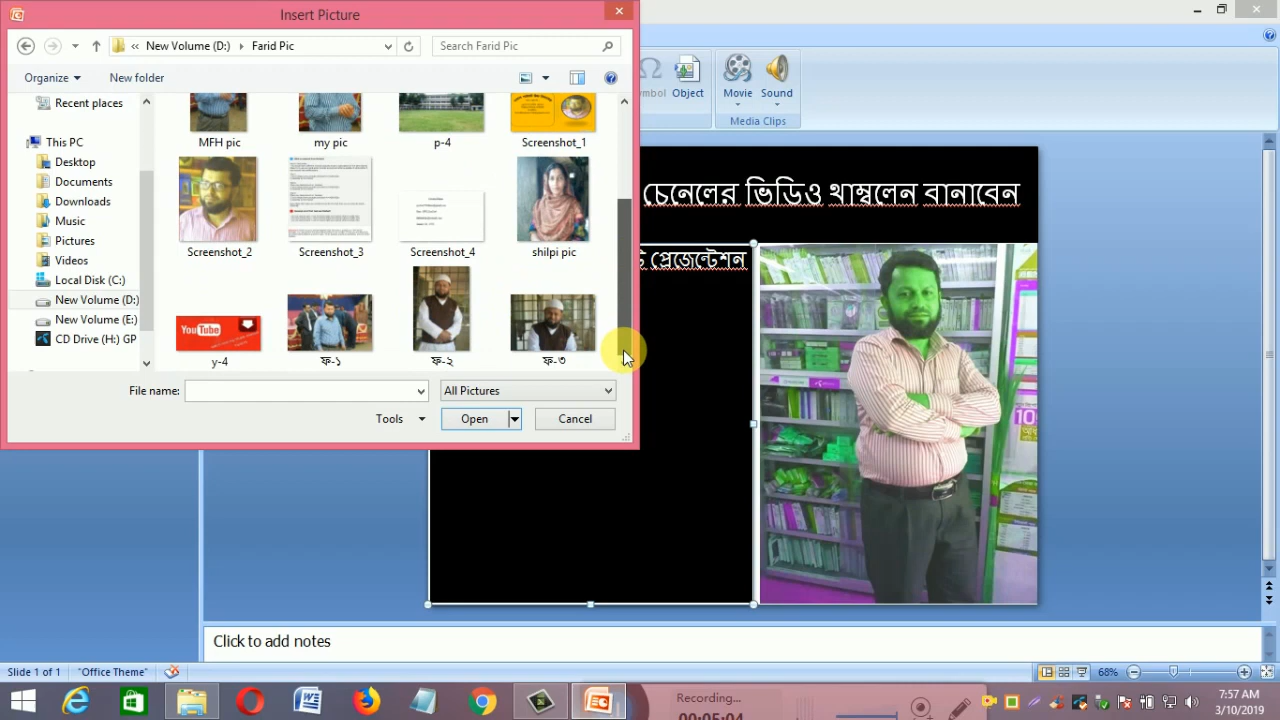 Insert Picture
New Volume (D:)
Farid Pic
Search Farid Pic
Organize
New folder
Recent places
This PC
Desktop
Documents
Downloads
Music
Pictures
Videos
Local Disk (C:)
New Volume (D:)
New Volume (E:)
CD Drive (H:) GP
MFH pic
my pic
p-4
Screenshot_1
Screenshot_2
Screenshot_3
Screenshot_4
shilpi pic
YouTube
y-4
ফ-১
ফ-২
ফ-৩
File name:
All Pictures
Tools
Open
Cancel
Object
Movie
Sound
Media Clips
চেনেলের ভিডিও থাম্বলেন বানাবেন
প্রেজেন্টেশন
Click to add notes
Slide 1 of 1
"Office Theme"
68%
Recording...
00:05:04
7:57 AM
3/10/2019